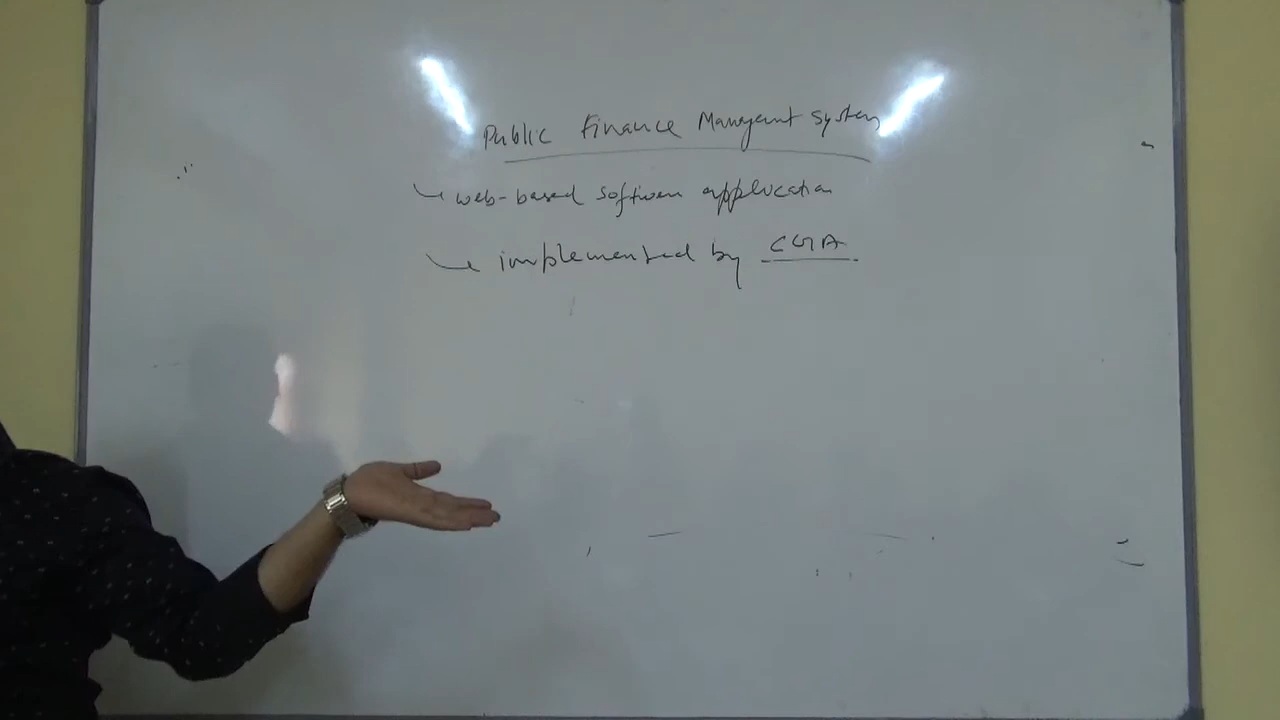 Public Finance Management System
web-based software application
implemented by CGA